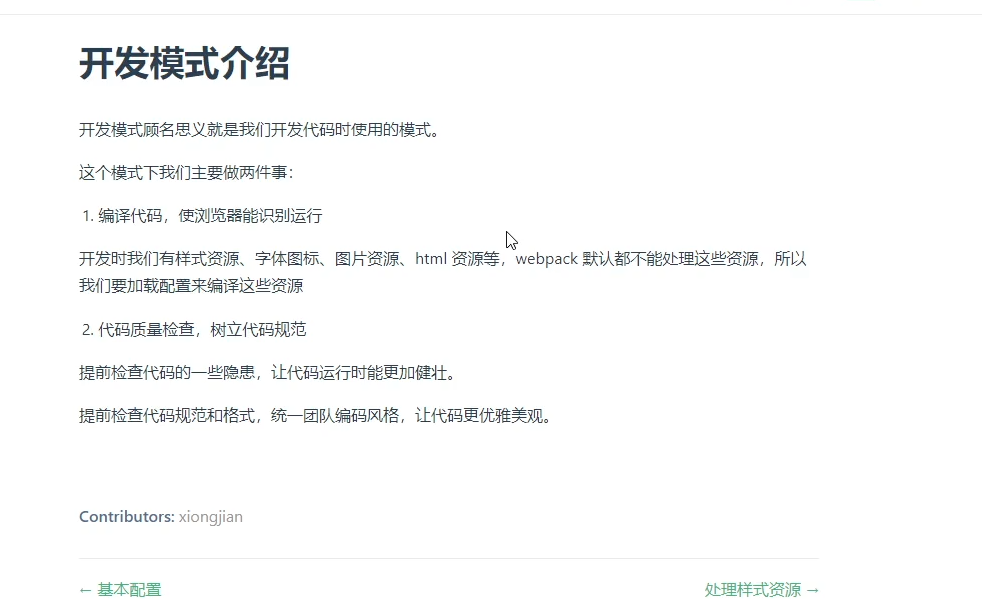 开发模式介绍
开发模式顾名思义就是我们开发代码时使用的模式。
这个模式下我们主要做两件事：
1. 编译代码，使浏览器能识别运行
开发时我们有样式资源、字体图标、图片资源、html 资源等，webpack 默认都不能处理这些资源，所以
我们要加载配置来编译这些资源
2. 代码质量检查，树立代码规范
提前检查代码的一些隐患，让代码运行时能更加健壮。
提前检查代码规范和格式，统一团队编码风格，让代码更优雅美观。
Contributors: xiongjian
← 基本配置
处理样式资源 →